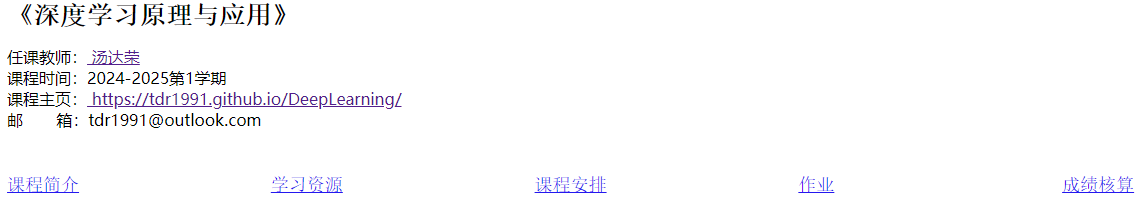 《深度学习原理与应用》
任课教师： 汤达荣
课程时间：2024-2025第1学期
课程主页： https://tdr1991.github.io/DeepLearning/
邮 箱：tdr1991@outlook.com
课程简介 学习资源 课程安排 作业 成绩核算